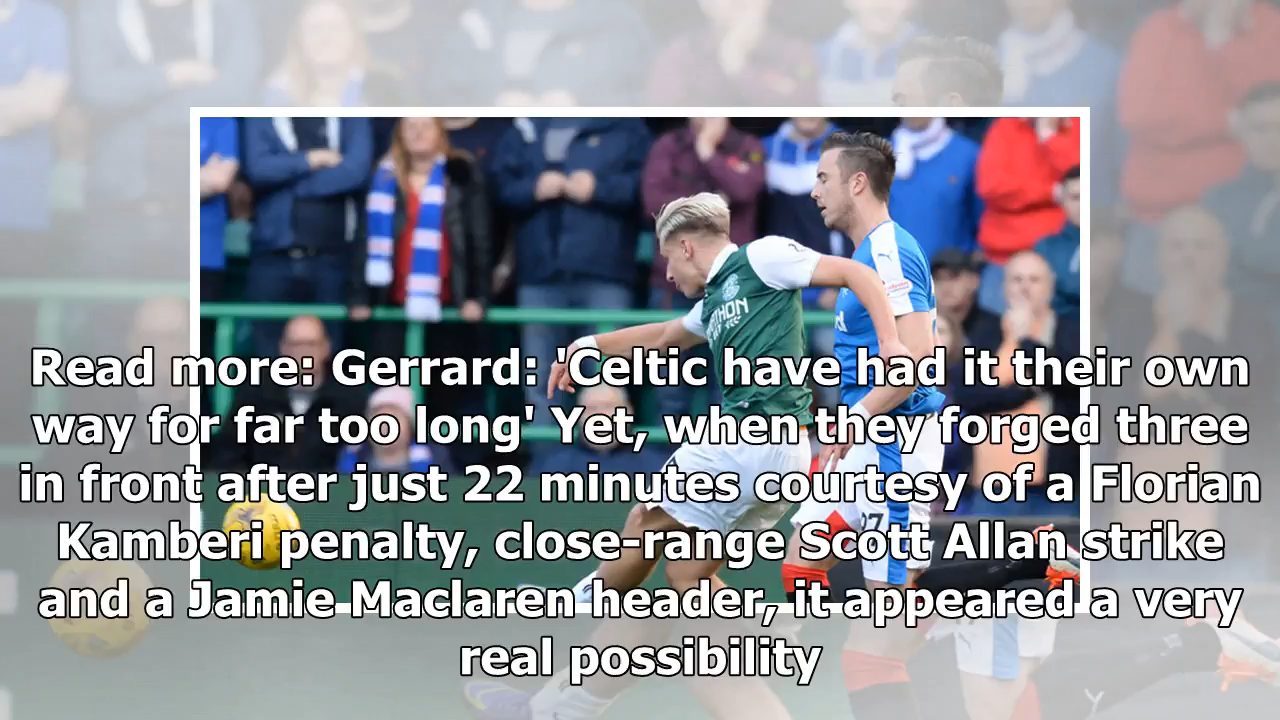 Read more: Gerrard: 'Celtic have had it their own
way for far too long' Yet, when they forged three
in front after just 22 minutes courtesy of a Florian
Kamberi penalty, close-range Scott Allan strike
and a Jamie Maclaren header, it appeared a very
real possibility